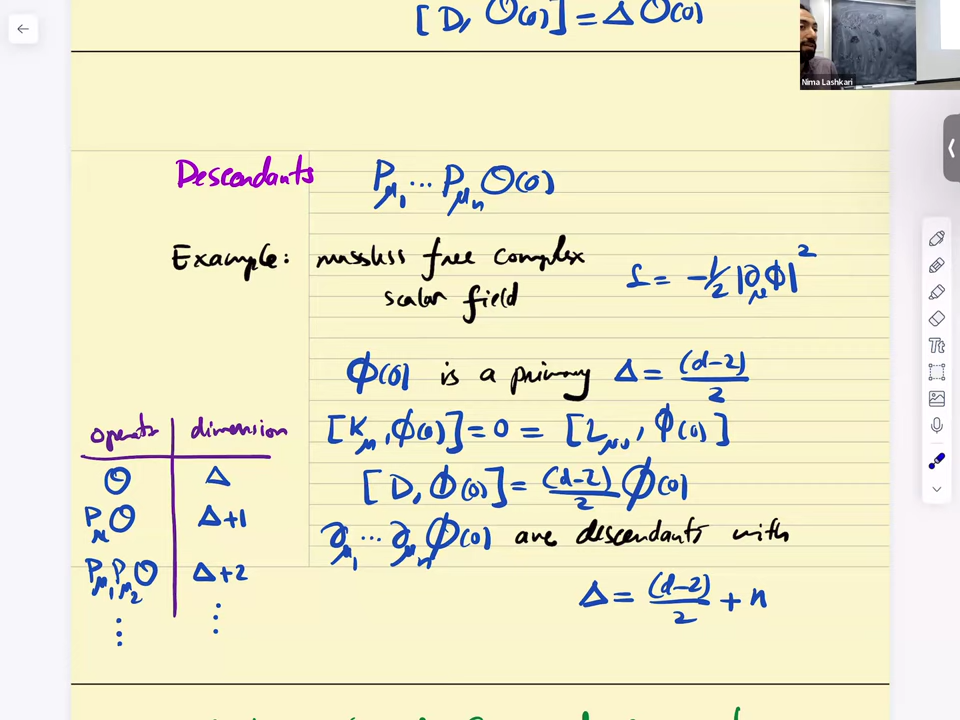 [D, O(0)] = Δ O(0)
Nima Lashkari
Descendants P_μ₁ ... P_μₙ O(0)
Example: massless free complex scalar field
L = -1/2 |∂_μ Φ|²
Φ(0) is a primary Δ = (d-2)/2
[K_μ, Φ(0)] = 0 = [L_μν, Φ(0)]
[D, Φ(0)] = (d-2)/2 Φ(0)
∂_μ₁ ... ∂_μₙ Φ(0) are descendants with
Δ = (d-2)/2 + n
operator dimension
O Δ
P_μ O Δ+1
P_μ₁ P_μ₂ O Δ+2
⋮ ⋮
Tt